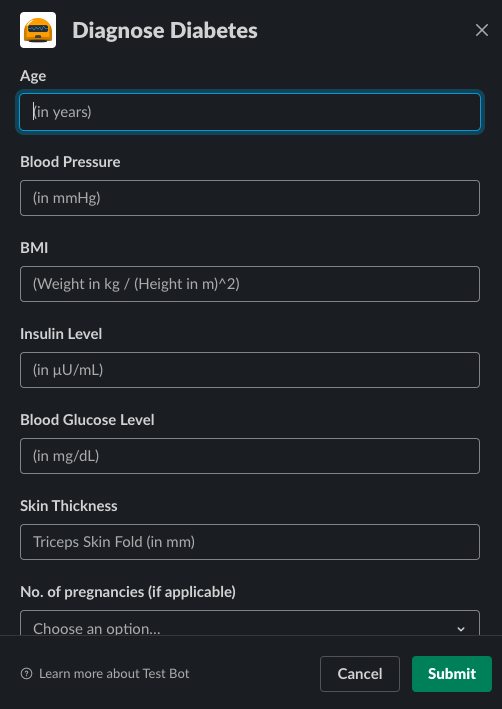 Diagnose Diabetes
Age
(in years)
Blood Pressure
(in mmHg)
BMI
(Weight in kg / (Height in m)^2)
Insulin Level
(in μU/mL)
Blood Glucose Level
(in mg/dL)
Skin Thickness
Triceps Skin Fold (in mm)
No. of pregnancies (if applicable)
Choose an option...
Learn more about Test Bot
Cancel
Submit